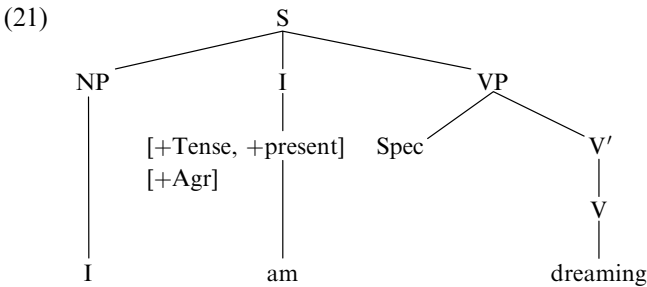 (21) S
NP I VP
[+Tense, +present] Spec V′
[+Agr]
V
I am dreaming